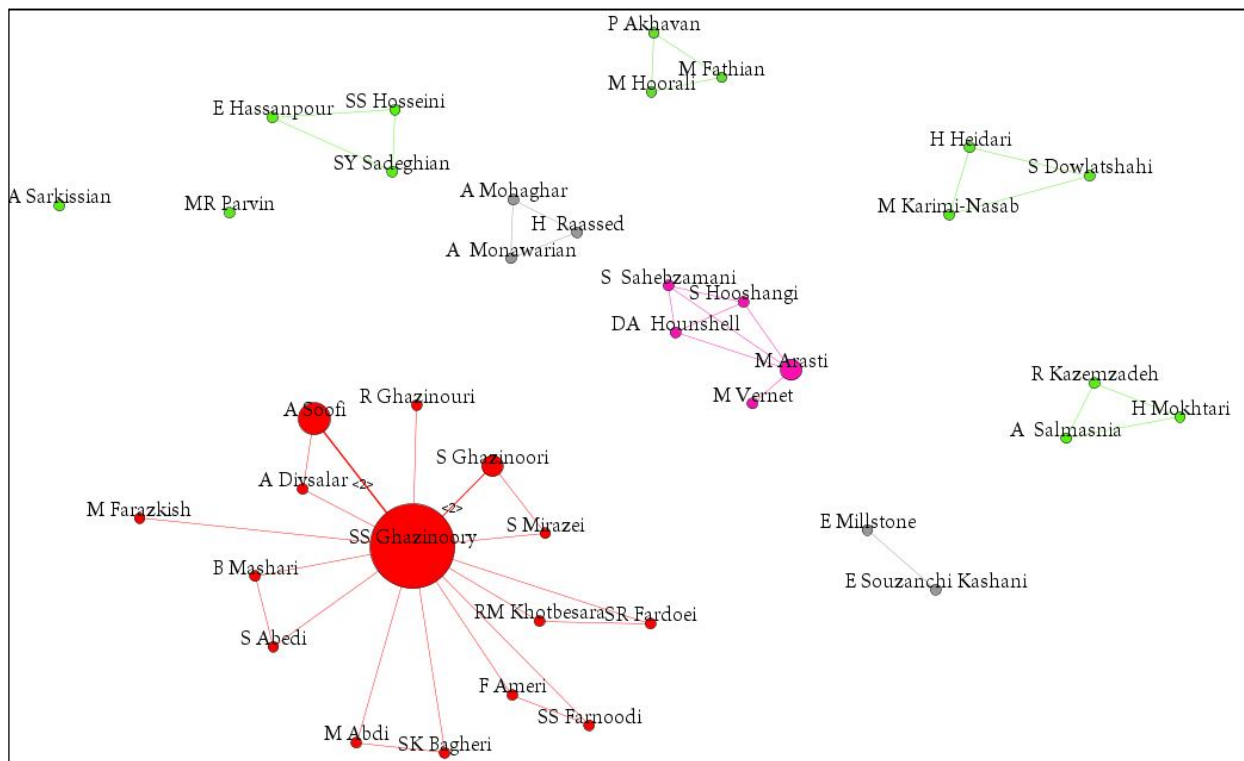 P Akhavan
M Fathian
M Hoorali
E Hassanpour
SS Hosseini
SY Sadeghian
H Heidari
S Dowlatshahi
M Karimi-Nasab
A Sarkissian
MR Parvin
A Mohaghar
H Raassed
A Monawarian
S Sahebzamani
S Hooshangi
DA Hounshell
M Arasti
M Vernet
R Kazemzadeh
H Mokhtari
A Salmasnia
A Soofi
R Ghazinouri
S Ghazinoori
A Divsalar
<2>
<2>
M Farazkish
SS Ghazinoory
S Mirazei
E Millstone
E Souzanchi Kashani
B Mashari
RM Khotbesara
SR Fardoei
S Abedi
F Ameri
SS Farnoodi
M Abdi
SK Bagheri